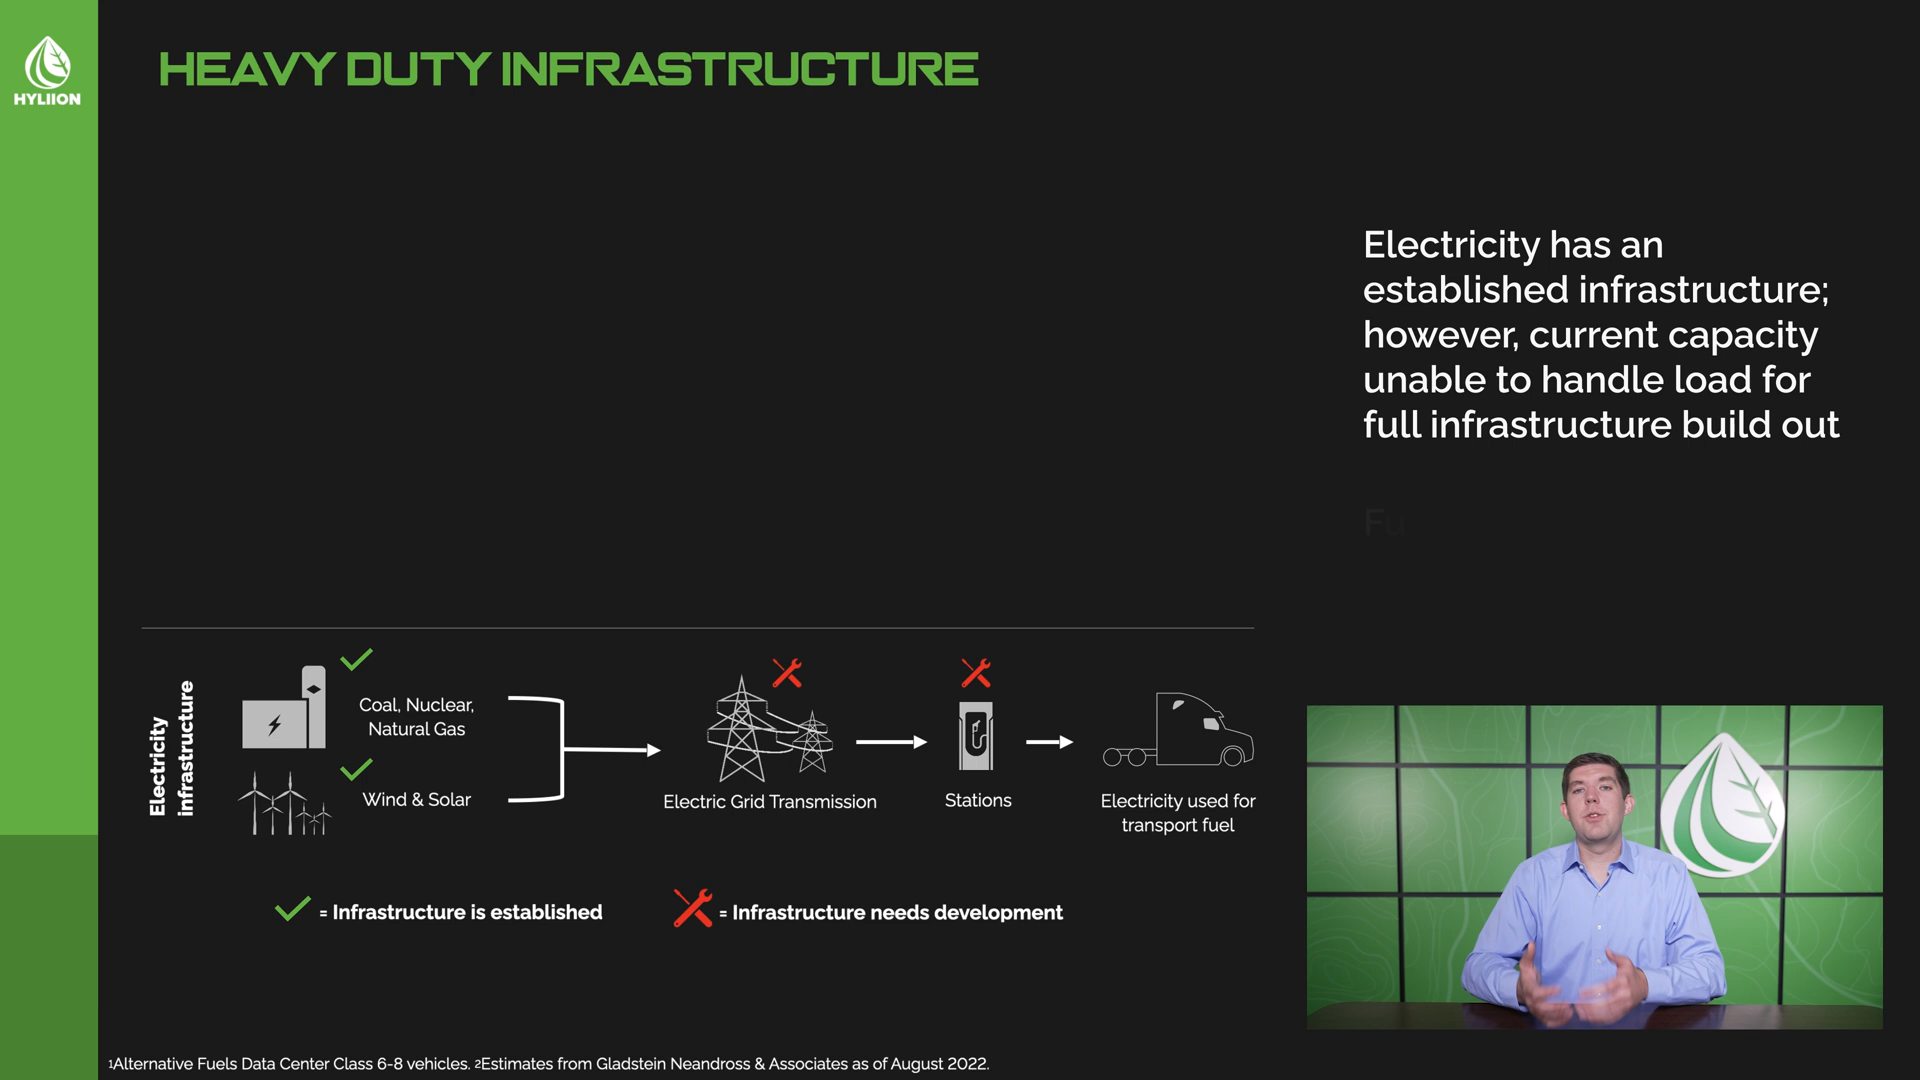 HYLIION
HEAVY DUTY INFRASTRUCTURE
Electricity has an
established infrastructure;
however, current capacity
unable to handle load for
full infrastructure build out
Fu
Electricity
infrastructure
Coal, Nuclear,
Natural Gas
Wind & Solar
Electric Grid Transmission
Stations
Electricity used for
transport fuel
= Infrastructure is established
= Infrastructure needs development
¹Alternative Fuels Data Center Class 6-8 vehicles. ²Estimates from Gladstein Neandross & Associates as of August 2022.